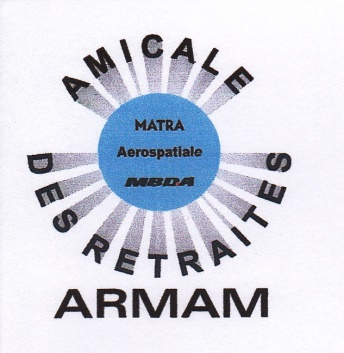 AMICALE
MATRA
Aerospatiale
MBDA
DES RETRAITES
ARMAM